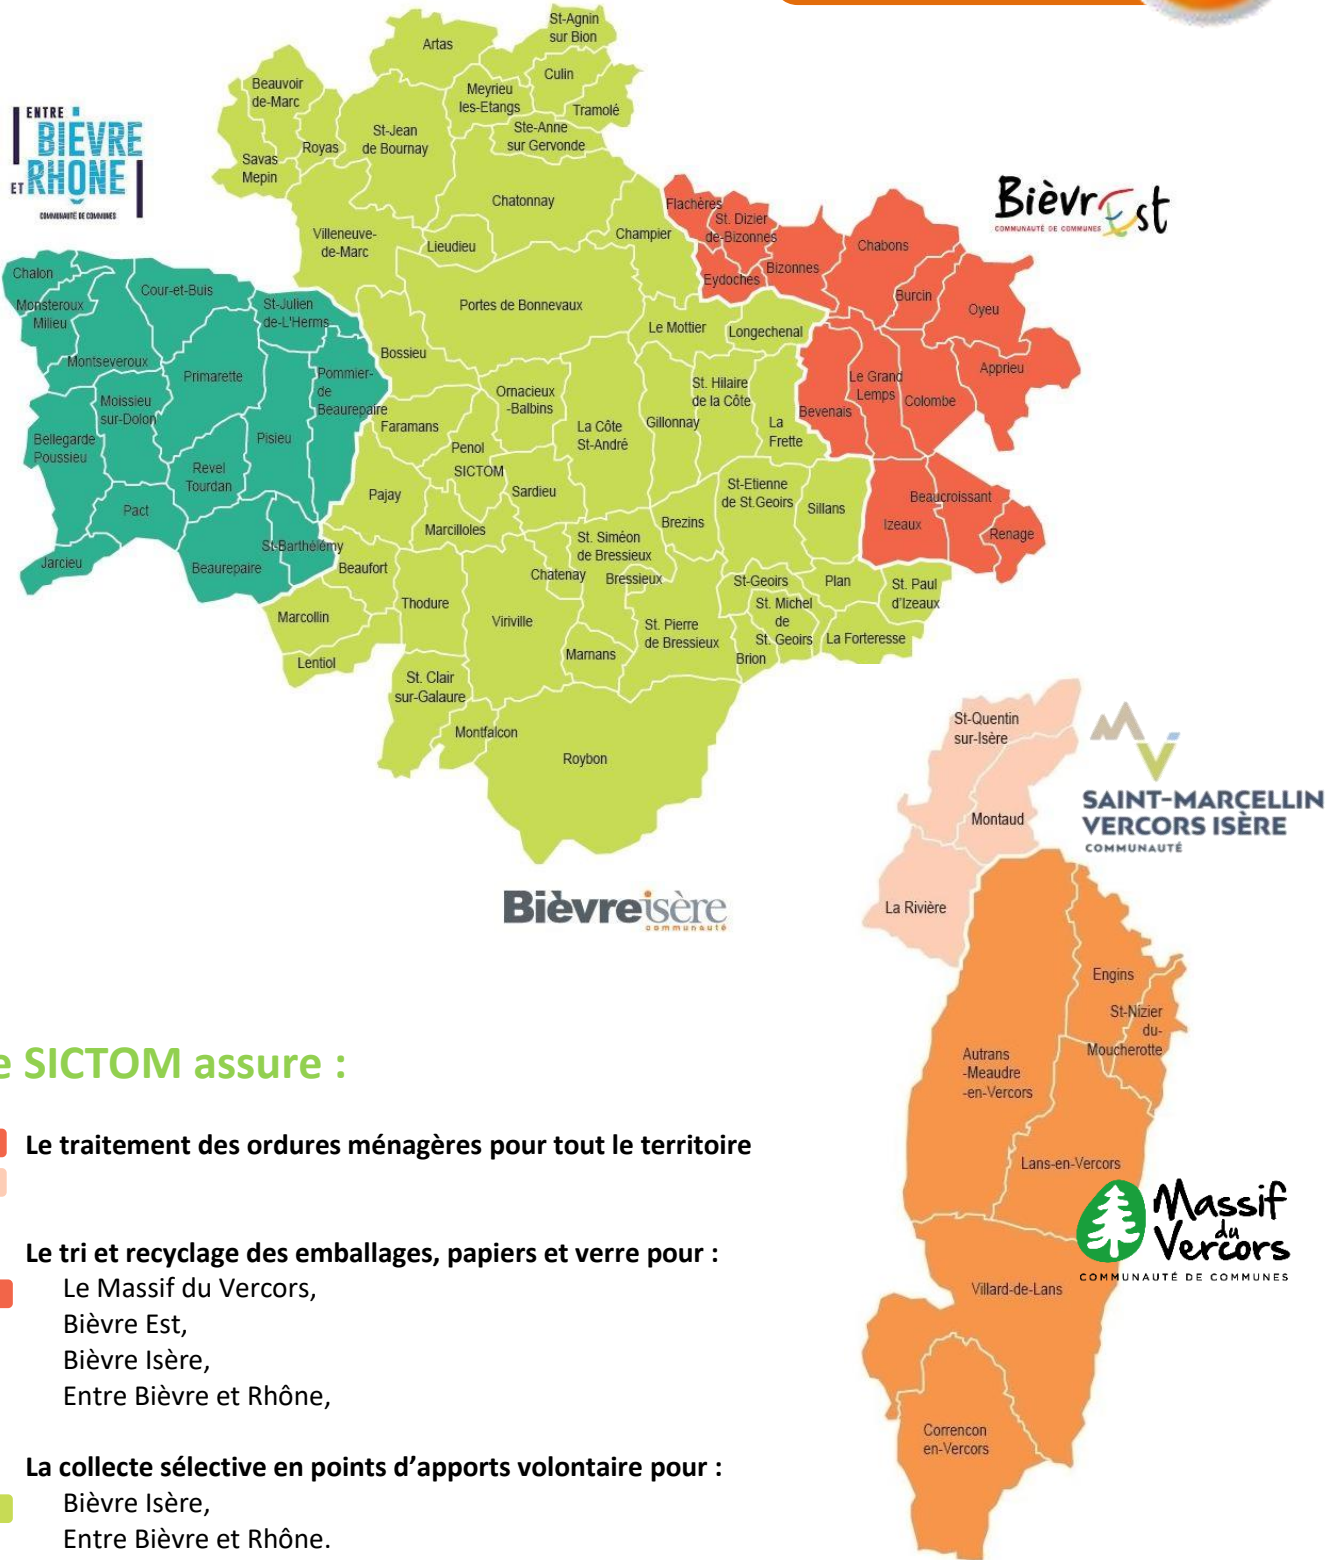 St-Agnin
sur Bion
Artas
Culin
Beauvoir
de-Marc
Meyrieu
les-Etangs
Tramolé
ENTRE
BIÈVRE
ET RHÔNE
COMMUNAUTÉ DE COMMUNES
St-Jean
de Bournay
Ste-Anne
sur Gervonde
Royas
Savas
Mepin
Chatonnay
Flachères
St. Dizier
de-Bizonnes
BièvrEst
COMMUNAUTÉ DE COMMUNES
Villeneuve-
de-Marc
Lieudieu
Champier
Chabons
Chalon
Cour-et-Buis
Eydoches
Bizonnes
Burcin
Oyeu
Monsteroux
Milieu
St-Julien
de-L'Herms
Portes de Bonnevaux
Le Mottier
Longechenal
Montseveroux
Primarette
Pommier-
de
Beaurepaire
Bossieu
Ornacieux
-Balbins
St. Hilaire
de la Côte
Le Grand
Lemps
Apprieu
Colombe
Bevenais
Moissieu
sur-Dolon
Faramans
La Côte
St-André
Gillonnay
La
Frette
Bellegarde
Poussieu
Pisieu
Penol
SICTOM
Revel
Tourdan
Pajay
Sardieu
St-Etienne
de St.Geoirs
Sillans
Beaucroissant
Pact
Marcilloles
Brezins
Izeaux
Renage
St-Barthélémy
St. Siméon
de Bressieux
Jarcieu
Beaurepaire
Beaufort
Chatenay
Bressieux
St-Geoirs
Plan
St. Paul
d'Izeaux
Marcollin
Thodure
Viriville
St. Pierre
de Bressieux
St. Michel
de
St. Geoirs
La Forteresse
Lentiol
Marnans
Brion
St. Clair
sur-Galaure
Montfalcon
Roybon
St-Quentin
sur-Isère
Montaud
SAINT-MARCELLIN
VERCORS ISÈRE
COMMUNAUTÉ
La Rivière
Bièvreisère
communauté
Engins
St-Nizier
du-
Moucherotte
Autrans
-Meaudre
-en-Vercors
Lans-en-Vercors
Massif
du
Vercors
COMMUNAUTÉ DE COMMUNES
Villard-de-Lans
Correncon
en-Vercors
e SICTOM assure :
Le traitement des ordures ménagères pour tout le territoire
Le tri et recyclage des emballages, papiers et verre pour :
Le Massif du Vercors,
Bièvre Est,
Bièvre Isère,
Entre Bièvre et Rhône,
La collecte sélective en points d’apports volontaire pour :
Bièvre Isère,
Entre Bièvre et Rhône.